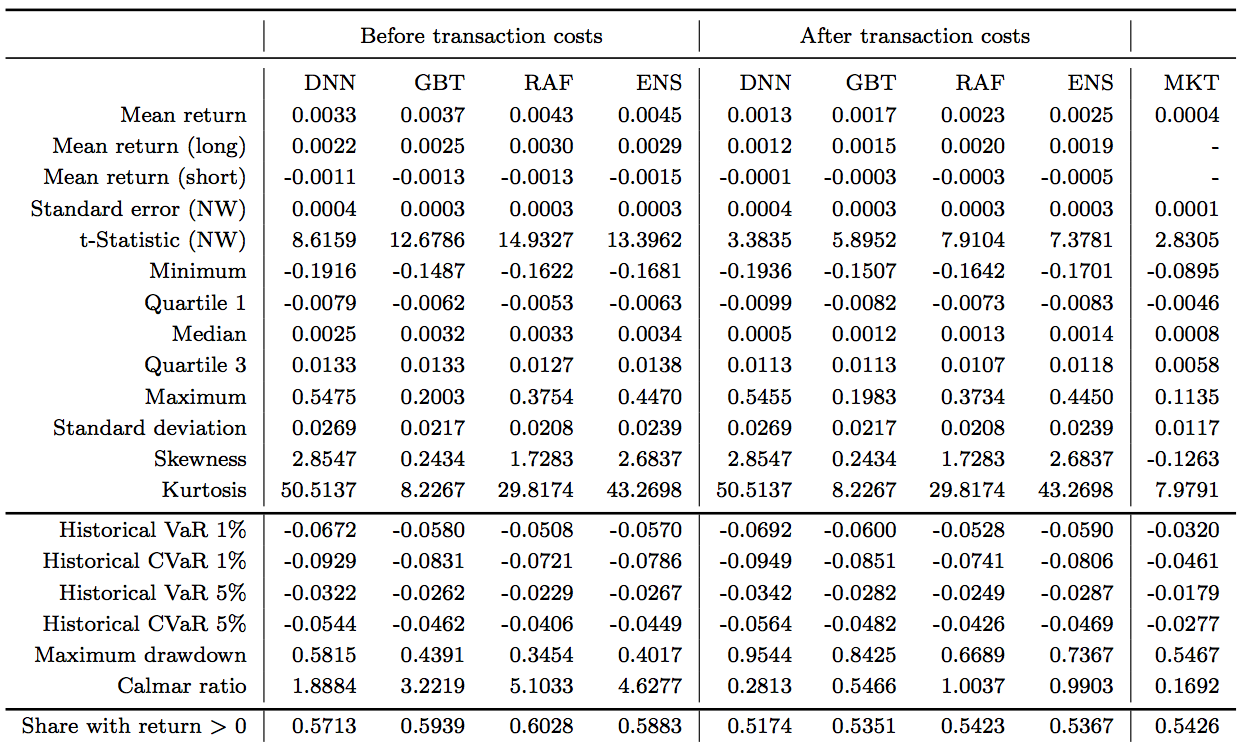 Before transaction costs After transaction costs
DNN GBT RAF ENS DNN GBT RAF ENS MKT
Mean return 0.0033 0.0037 0.0043 0.0045 0.0013 0.0017 0.0023 0.0025 0.0004
Mean return (long) 0.0022 0.0025 0.0030 0.0029 0.0012 0.0015 0.0020 0.0019 -
Mean return (short) -0.0011 -0.0013 -0.0013 -0.0015 -0.0001 -0.0003 -0.0003 -0.0005 -
Standard error (NW) 0.0004 0.0003 0.0003 0.0003 0.0004 0.0003 0.0003 0.0003 0.0001
t-Statistic (NW) 8.6159 12.6786 14.9327 13.3962 3.3835 5.8952 7.9104 7.3781 2.8305
Minimum -0.1916 -0.1487 -0.1622 -0.1681 -0.1936 -0.1507 -0.1642 -0.1701 -0.0895
Quartile 1 -0.0079 -0.0062 -0.0053 -0.0063 -0.0099 -0.0082 -0.0073 -0.0083 -0.0046
Median 0.0025 0.0032 0.0033 0.0034 0.0005 0.0012 0.0013 0.0014 0.0008
Quartile 3 0.0133 0.0133 0.0127 0.0138 0.0113 0.0113 0.0107 0.0118 0.0058
Maximum 0.5475 0.2003 0.3754 0.4470 0.5455 0.1983 0.3734 0.4450 0.1135
Standard deviation 0.0269 0.0217 0.0208 0.0239 0.0269 0.0217 0.0208 0.0239 0.0117
Skewness 2.8547 0.2434 1.7283 2.6837 2.8547 0.2434 1.7283 2.6837 -0.1263
Kurtosis 50.5137 8.2267 29.8174 43.2698 50.5137 8.2267 29.8174 43.2698 7.9791
Historical VaR 1% -0.0672 -0.0580 -0.0508 -0.0570 -0.0692 -0.0600 -0.0528 -0.0590 -0.0320
Historical CVaR 1% -0.0929 -0.0831 -0.0721 -0.0786 -0.0949 -0.0851 -0.0741 -0.0806 -0.0461
Historical VaR 5% -0.0322 -0.0262 -0.0229 -0.0267 -0.0342 -0.0282 -0.0249 -0.0287 -0.0179
Historical CVaR 5% -0.0544 -0.0462 -0.0406 -0.0449 -0.0564 -0.0482 -0.0426 -0.0469 -0.0277
Maximum drawdown 0.5815 0.4391 0.3454 0.4017 0.9544 0.8425 0.6689 0.7367 0.5467
Calmar ratio 1.8884 3.2219 5.1033 4.6277 0.2813 0.5466 1.0037 0.9903 0.1692
Share with return > 0 0.5713 0.5939 0.6028 0.5883 0.5174 0.5351 0.5423 0.5367 0.5426